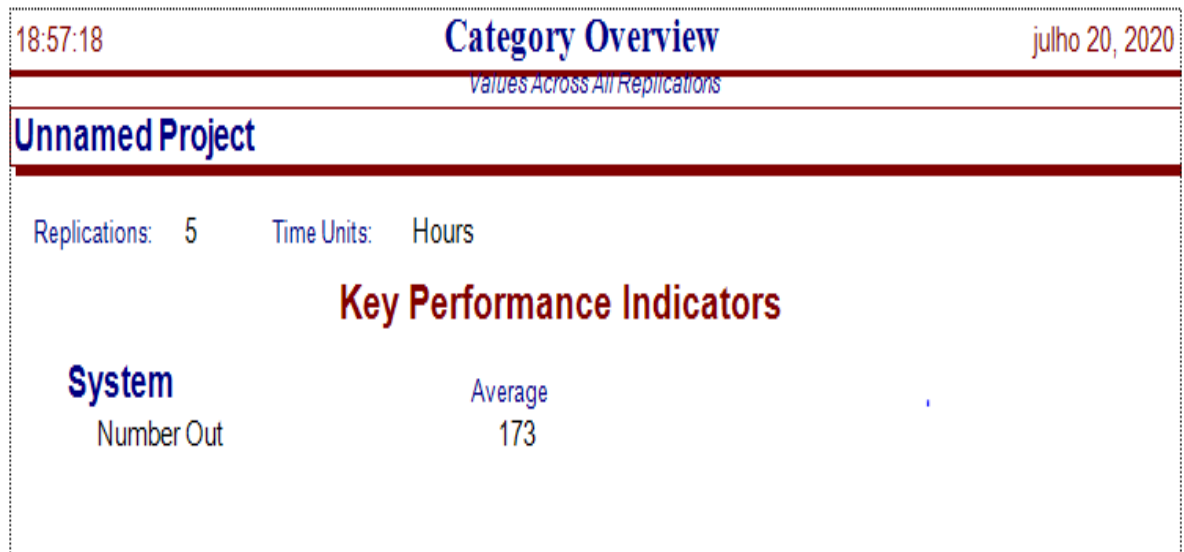 18:57:18 Category Overview julho 20, 2020
Values Across All Replications
Unnamed Project
Replications: 5 Time Units: Hours
Key Performance Indicators
System Average
Number Out 173